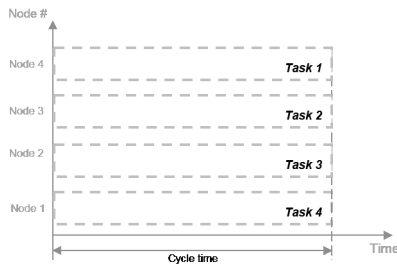 Node #
Node 4 Task 1
Node 3 Task 2
Node 2 Task 3
Node 1 Task 4
Time
Cycle time